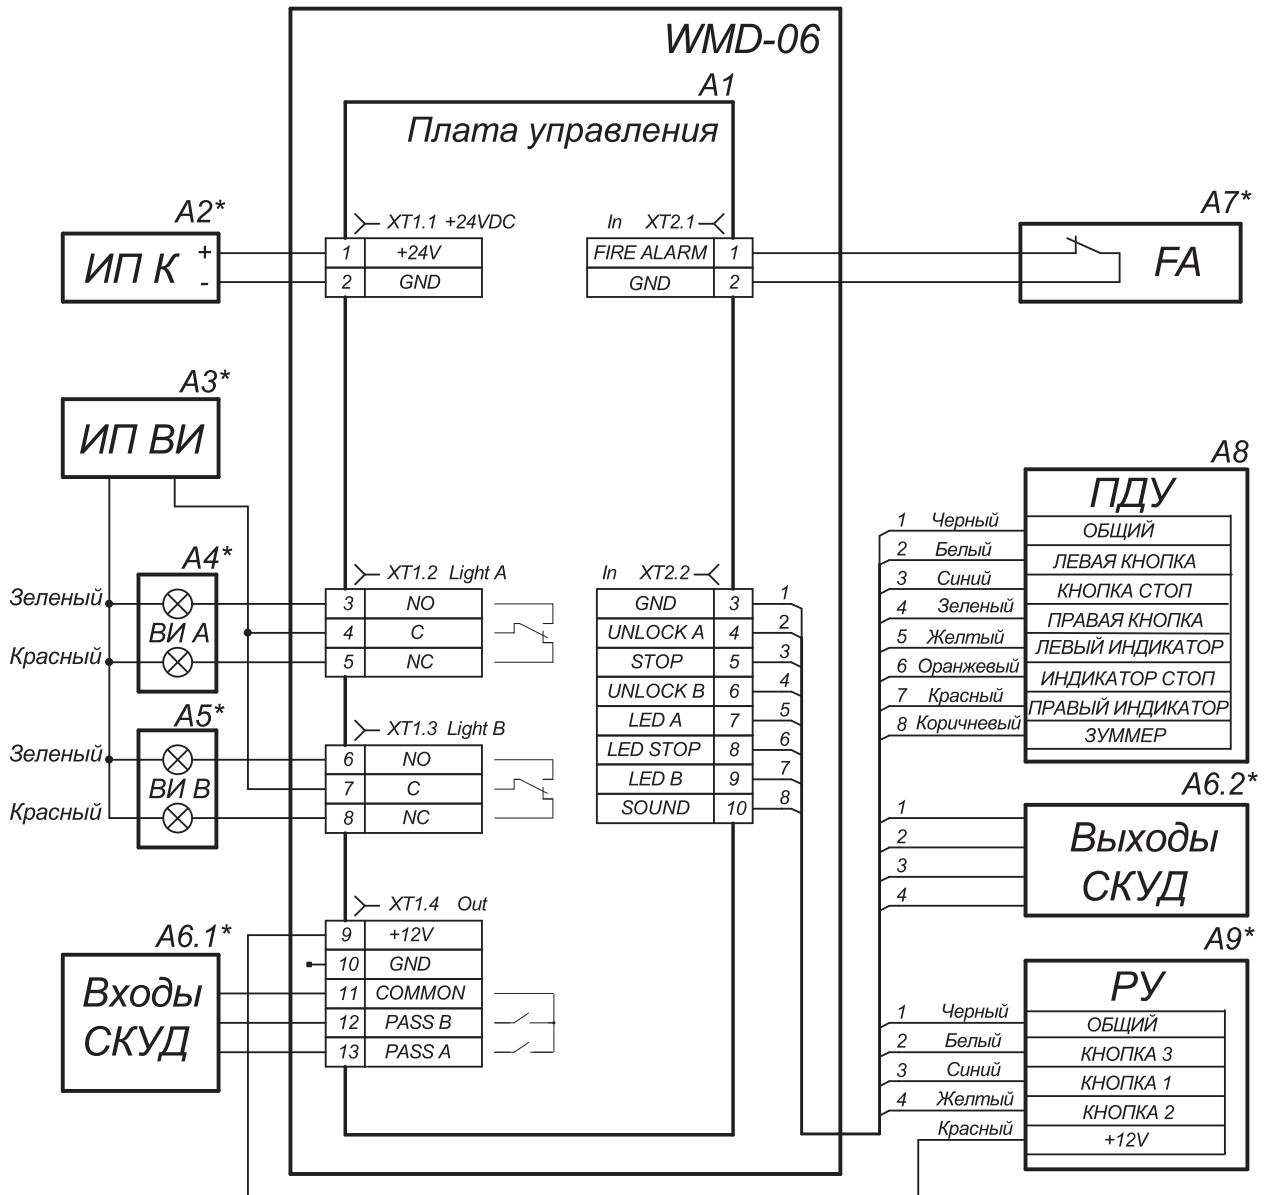 WMD-06
A1
Плата управления
A2*
ИП К + -
XT1.1 +24VDC
1 +24V
2 GND
In XT2.1
FIRE ALARM 1
GND 2
A7*
FA
A3*
ИП ВИ
A4*
Зеленый
ВИ А
Красный
A5*
Зеленый
ВИ В
Красный
XT1.2 Light A
3 NO
4 C
5 NC
XT1.3 Light B
6 NO
7 C
8 NC
In XT2.2
GND 3 1
UNLOCK A 4 2
STOP 5 3
UNLOCK B 6 4
LED A 7 5
LED STOP 8 6
LED B 9 7
SOUND 10 8
A8
ПДУ
1 Черный ОБЩИЙ
2 Белый ЛЕВАЯ КНОПКА
3 Синий КНОПКА СТОП
4 Зеленый ПРАВАЯ КНОПКА
5 Желтый ЛЕВЫЙ ИНДИКАТОР
6 Оранжевый ИНДИКАТОР СТОП
7 Красный ПРАВЫЙ ИНДИКАТОР
8 Коричневый ЗУММЕР
A6.2*
1
2
3
4
Выходы
СКУД
A6.1*
Входы
СКУД
XT1.4 Out
9 +12V
10 GND
11 COMMON
12 PASS B
13 PASS A
A9*
РУ
1 Черный ОБЩИЙ
2 Белый КНОПКА 3
3 Синий КНОПКА 1
4 Желтый КНОПКА 2
Красный +12V